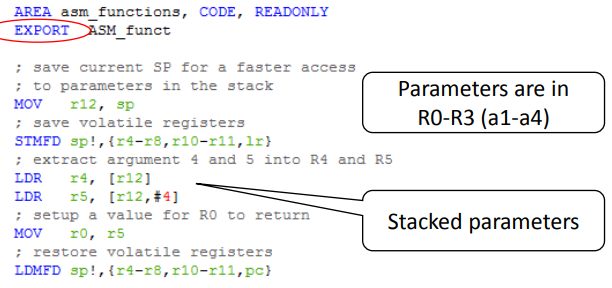 AREA asm_functions, CODE, READONLY
EXPORT ASM_funct
; save current SP for a faster access
; to parameters in the stack
MOV r12, sp
; save volatile registers
STMFD sp!,{r4-r8,r10-r11,lr}
; extract argument 4 and 5 into R4 and R5
LDR r4, [r12]
LDR r5, [r12,#4]
; setup a value for R0 to return
MOV r0, r5
; restore volatile registers
LDMFD sp!,{r4-r8,r10-r11,pc}
Parameters are in
R0-R3 (a1-a4)
Stacked parameters